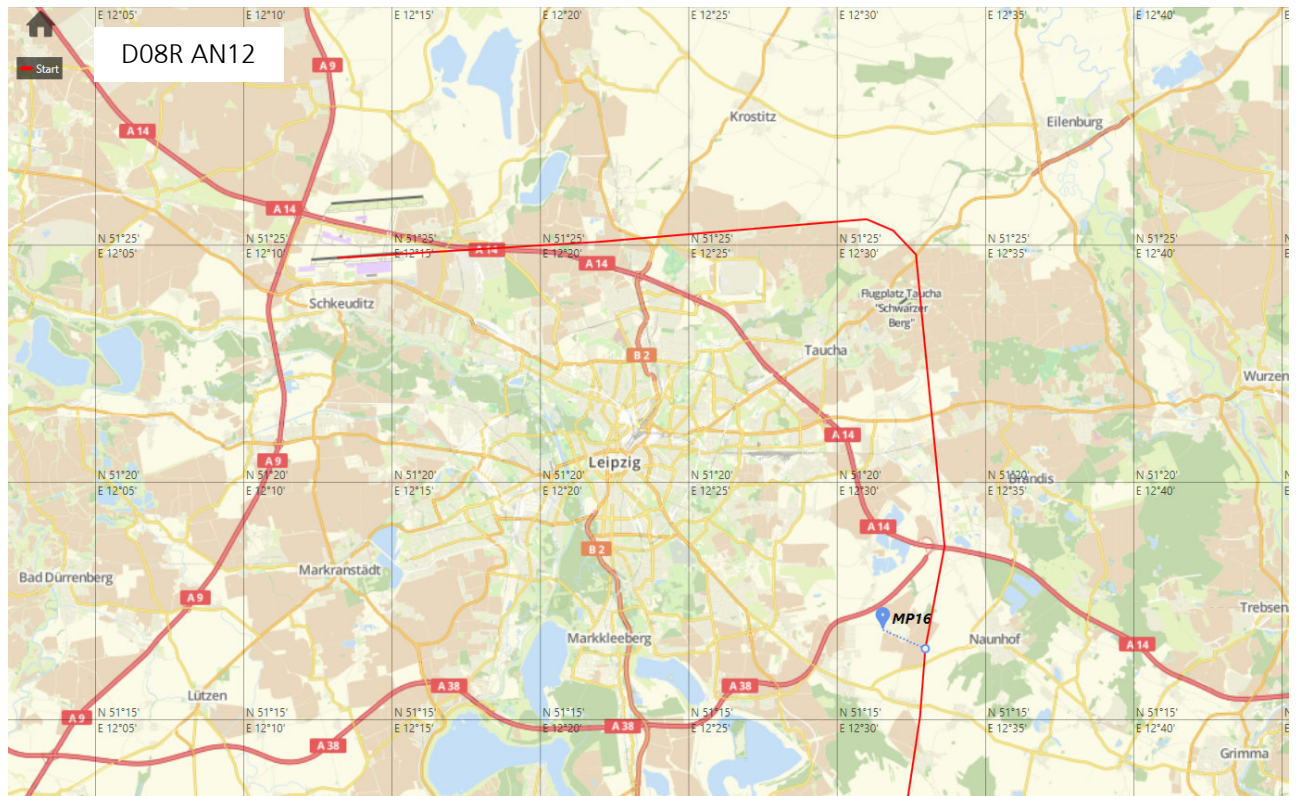 E 12°05'
E 12°10'
E 12°15'
E 12°20'
E 12°25'
E 12°30'
E 12°35'
E 12°40'
D08R AN12
Start
A 9
A 14
Krostitz
Eilenburg
A 14
N 51°25'
N 51°25'
N 51°25'
N 51°25'
N 51°25'
N 51°25'
N 51°25'
N 51°25'
E 12°05'
E 12°10'
E 12°15'
A 14
E 12°20'
E 12°25'
E 12°30'
E 12°35'
E 12°40'
A 14
Flugplatz Taucha
"Schwarzer
Berg"
Schkeuditz
B 2
Taucha
Wurzen
A 14
A 9
Leipzig
N 51°20'
N 51°20'
N 51°20'
N 51°20'
N 51°20'
N 51°20'
N 51°20'
N 51°20'
Brandis
E 12°05'
E 12°10'
E 12°15'
E 12°20'
E 12°25'
E 12°30'
E 12°35'
E 12°40'
A 14
B 2
Bad Dürrenberg
Markranstädt
A 9
Trebsen
MP16
Markkleeberg
Naunhof
A 14
A 38
A 38
Lützen
N 51°15'
N 51°15'
N 51°15'
N 51°15'
N 51°15'
N 51°15'
N 51°15'
N 51°15'
A 9
E 12°05'
E 12°10'
E 12°15'
E 12°20'
A 38
E 12°25'
E 12°30'
E 12°35'
E 12°40'
A 38
Grimma